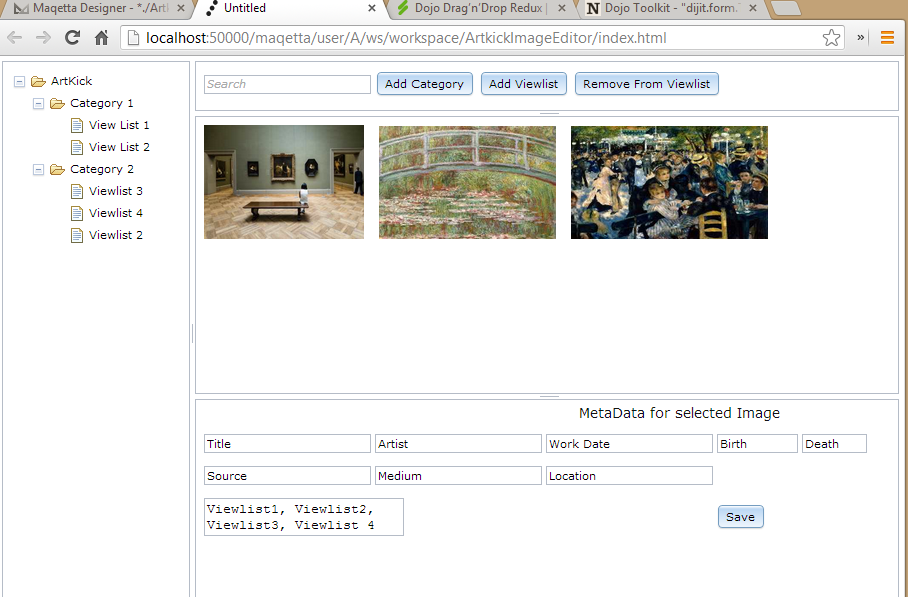 Maqetta Designer - *./Arti
Untitled
Dojo Drag'n'Drop Redux |
Dojo Toolkit - "dijit.form.
localhost:50000/maqetta/user/A/ws/workspace/ArtkickImageEditor/index.html
»
ArtKick
Category 1
View List 1
View List 2
Category 2
Viewlist 3
Viewlist 4
Viewlist 2
Search
Add Category
Add Viewlist
Remove From Viewlist
MetaData for selected Image
Title
Artist
Work Date
Birth
Death
Source
Medium
Location
Viewlist1, Viewlist2,
Viewlist3, Viewlist 4
Save